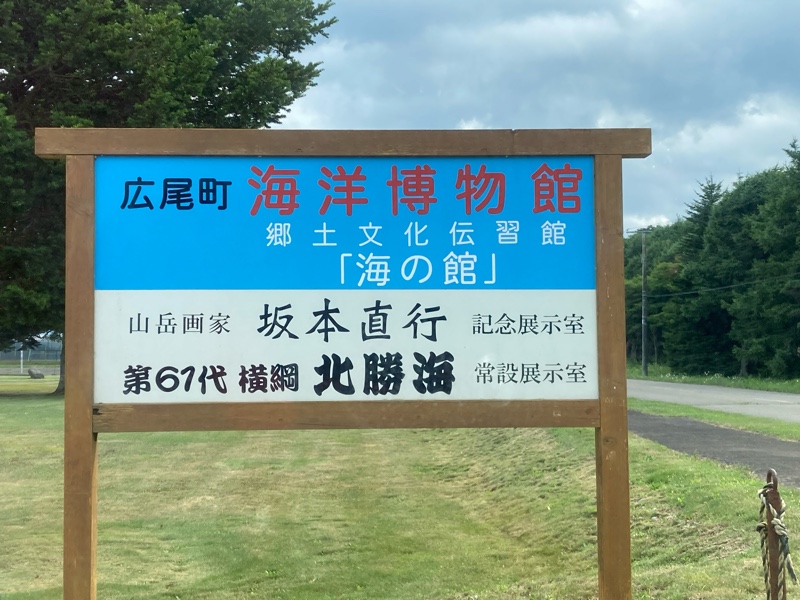 広尾町 海洋博物館
郷土文化伝習館
「海の館」
山岳画家 坂本直行 記念展示室
第61代 横綱 北勝海 常設展示室